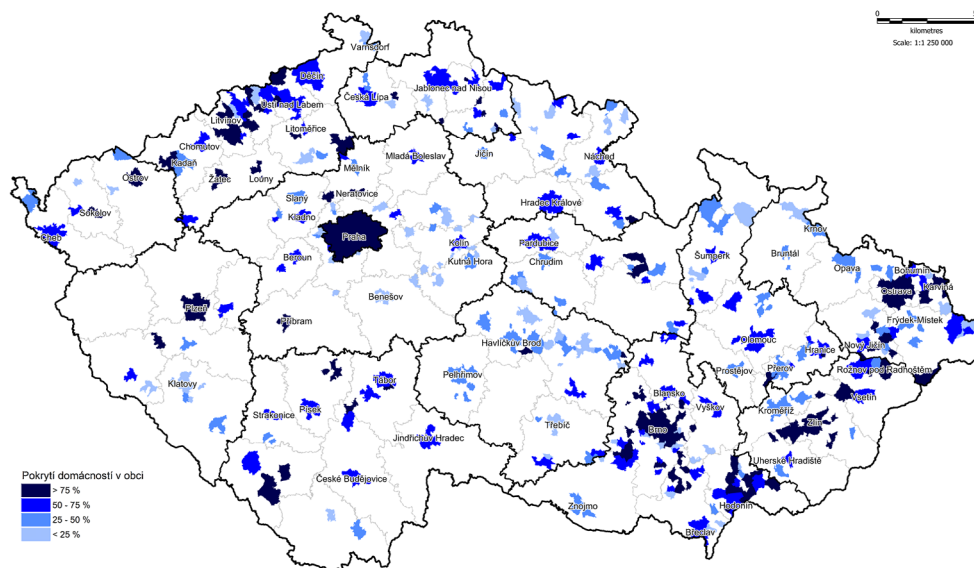 0 5
kilometres
Scale: 1:1 250 000
Varnsdorf
Děčín
Ústí nad Labem
Česká Lípa
Jablonec nad Nisou
Litvínov
Litoměřice
Chomutov
Mladá Boleslav
Jičín
Náchod
Kadaň
Mělník
Ostrov
Žatec
Louny
Slaný
Neratovice
Hradec Králové
Sokolov
Kladno
Cheb
Praha
Kolín
Pardubice
Krnov
Beroun
Kutná Hora
Chrudim
Šumperk
Bruntál
Opava
Bohumín
Karviná
Ostrava
Plzeň
Příbram
Benešov
Frýdek-Místek
Havlíčkův Brod
Olomouc
Hranice
Nový Jičín
Rožnov pod Radhoštěm
Klatovy
Tábor
Pelhřimov
Prostějov
Přerov
Vsetín
Strakonice
Písek
Blansko
Vyškov
Kroměříž
Třebíč
Brno
Zlín
Jindřichův Hradec
Uherské Hradiště
České Budějovice
Znojmo
Hodonín
Břeclav
Pokrytí domácností v obci
> 75 %
50 - 75 %
25 - 50 %
< 25 %